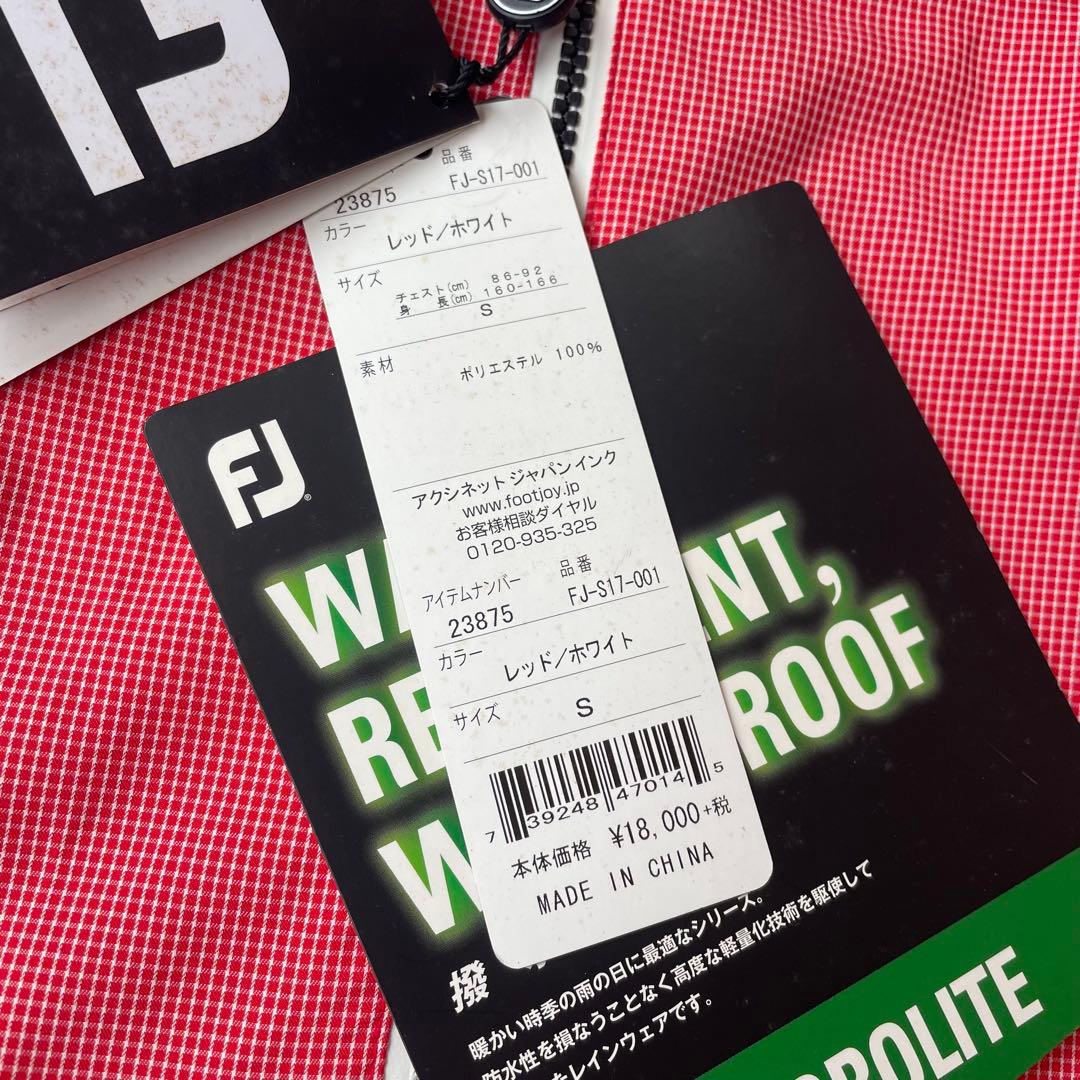 品番
23875 FJ-S17-001
カラー レッド／ホワイト
サイズ
チェスト(cm) 86-92
身 長(cm) 160-166
S
素材
ポリエステル 100%
アクシネット ジャパン インク
www.footjoy.jp
お客様相談ダイヤル
0120-935-325
アイテムナンバー 品番
23875 FJ-S17-001
カラー
レッド／ホワイト
サイズ S
7 39248 47014 5
本体価格 ¥18,000+税
MADE IN CHINA
FJ
撥
暖かい時季の雨の日に最適なシリーズ。
防水性を損なうことなく高度な軽量化技術を駆使して
レインウェアです。